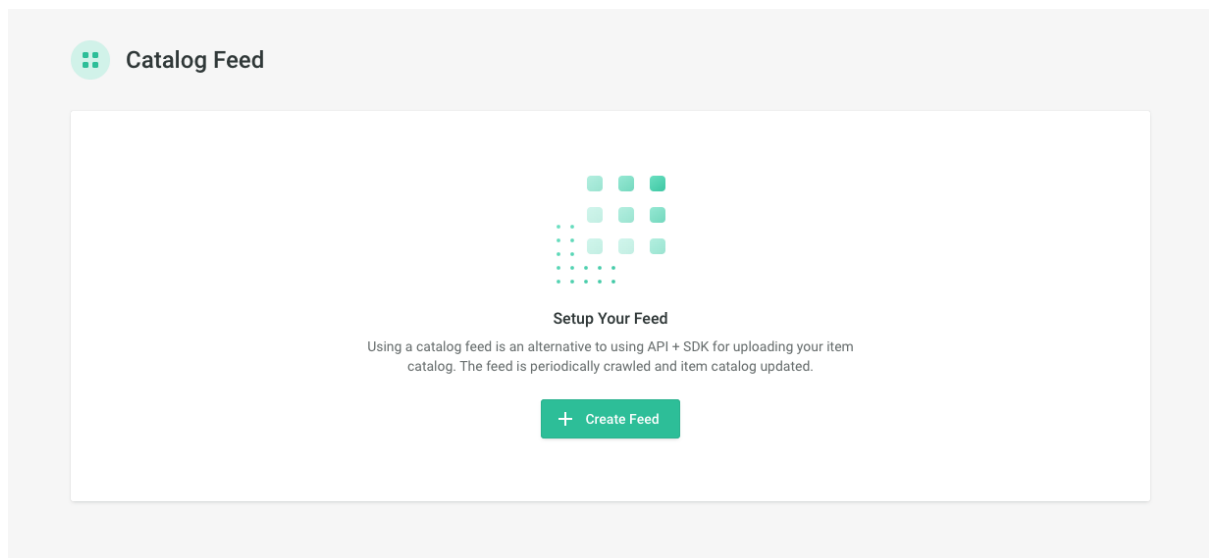 Catalog Feed
Setup Your Feed
Using a catalog feed is an alternative to using API + SDK for uploading your item
catalog. The feed is periodically crawled and item catalog updated.
Create Feed